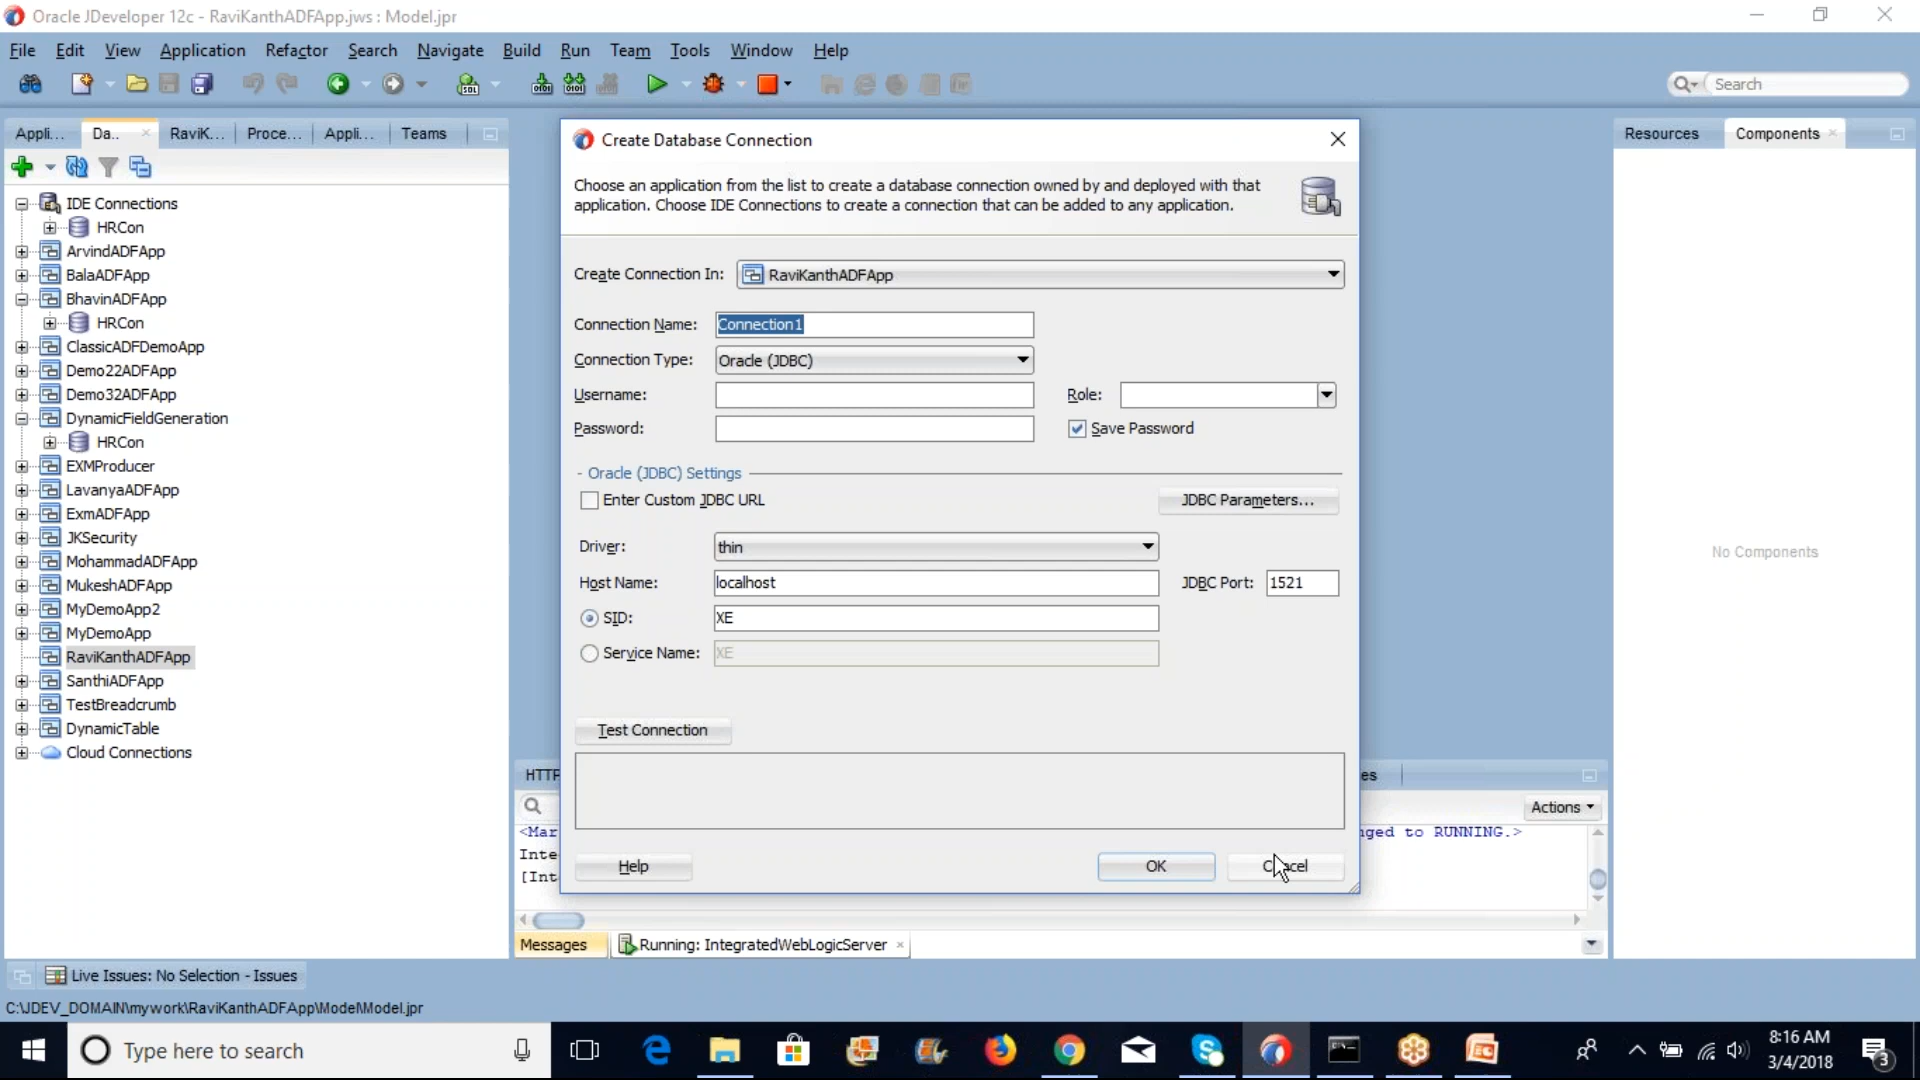 Oracle JDeveloper 12c - RaviKanthADFApp.jws : Model.jpr
File Edit View Application Refactor Search Navigate Build Run Team Tools Window Help
Search
Appli... Da.. RaviK... Proce... Appli... Teams
Resources Components
IDE Connections
HRCon
ArvindADFApp
BalaADFApp
BhavinADFApp
HRCon
ClassicADFDemoApp
Demo22ADFApp
Demo32ADFApp
DynamicFieldGeneration
HRCon
EXMProducer
LavanyaADFApp
ExmADFApp
JKSecurity
MohammadADFApp
MukeshADFApp
MyDemoApp2
MyDemoApp
RaviKanthADFApp
SanthiADFApp
TestBreadcrumb
DynamicTable
Cloud Connections
Create Database Connection
Choose an application from the list to create a database connection owned by and deployed with that
application. Choose IDE Connections to create a connection that can be added to any application.
Create Connection In: RaviKanthADFApp
Connection Name: Connection1
Connection Type: Oracle (JDBC)
Username: Role:
Password: Save Password
- Oracle (JDBC) Settings
Enter Custom JDBC URL JDBC Parameters...
Driver: thin
Host Name: localhost JDBC Port: 1521
SID: XE
Service Name: XE
Test Connection
Help OK Cancel
No Components
HTTP es
Actions
<Mar nged to RUNNING.>
Inte
[Int
Messages Running: IntegratedWebLogicServer
Live Issues: No Selection - Issues
C:\JDEV_DOMAIN\mywork\RaviKanthADFApp\Model\Model.jpr
Type here to search
8:16 AM
3/4/2018
3